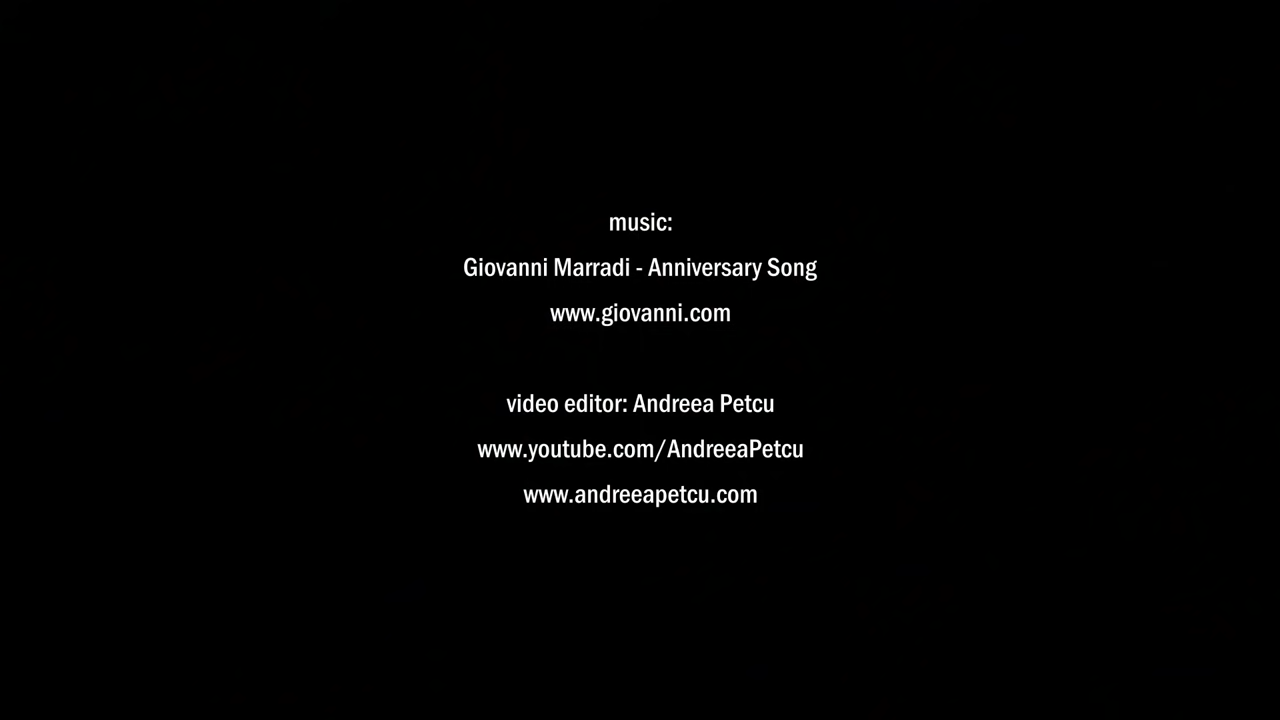 music:
Giovanni Marradi - Anniversary Song
www.giovanni.com
video editor: Andreea Petcu
www.youtube.com/AndreeaPetcu
www.andreeapetcu.com